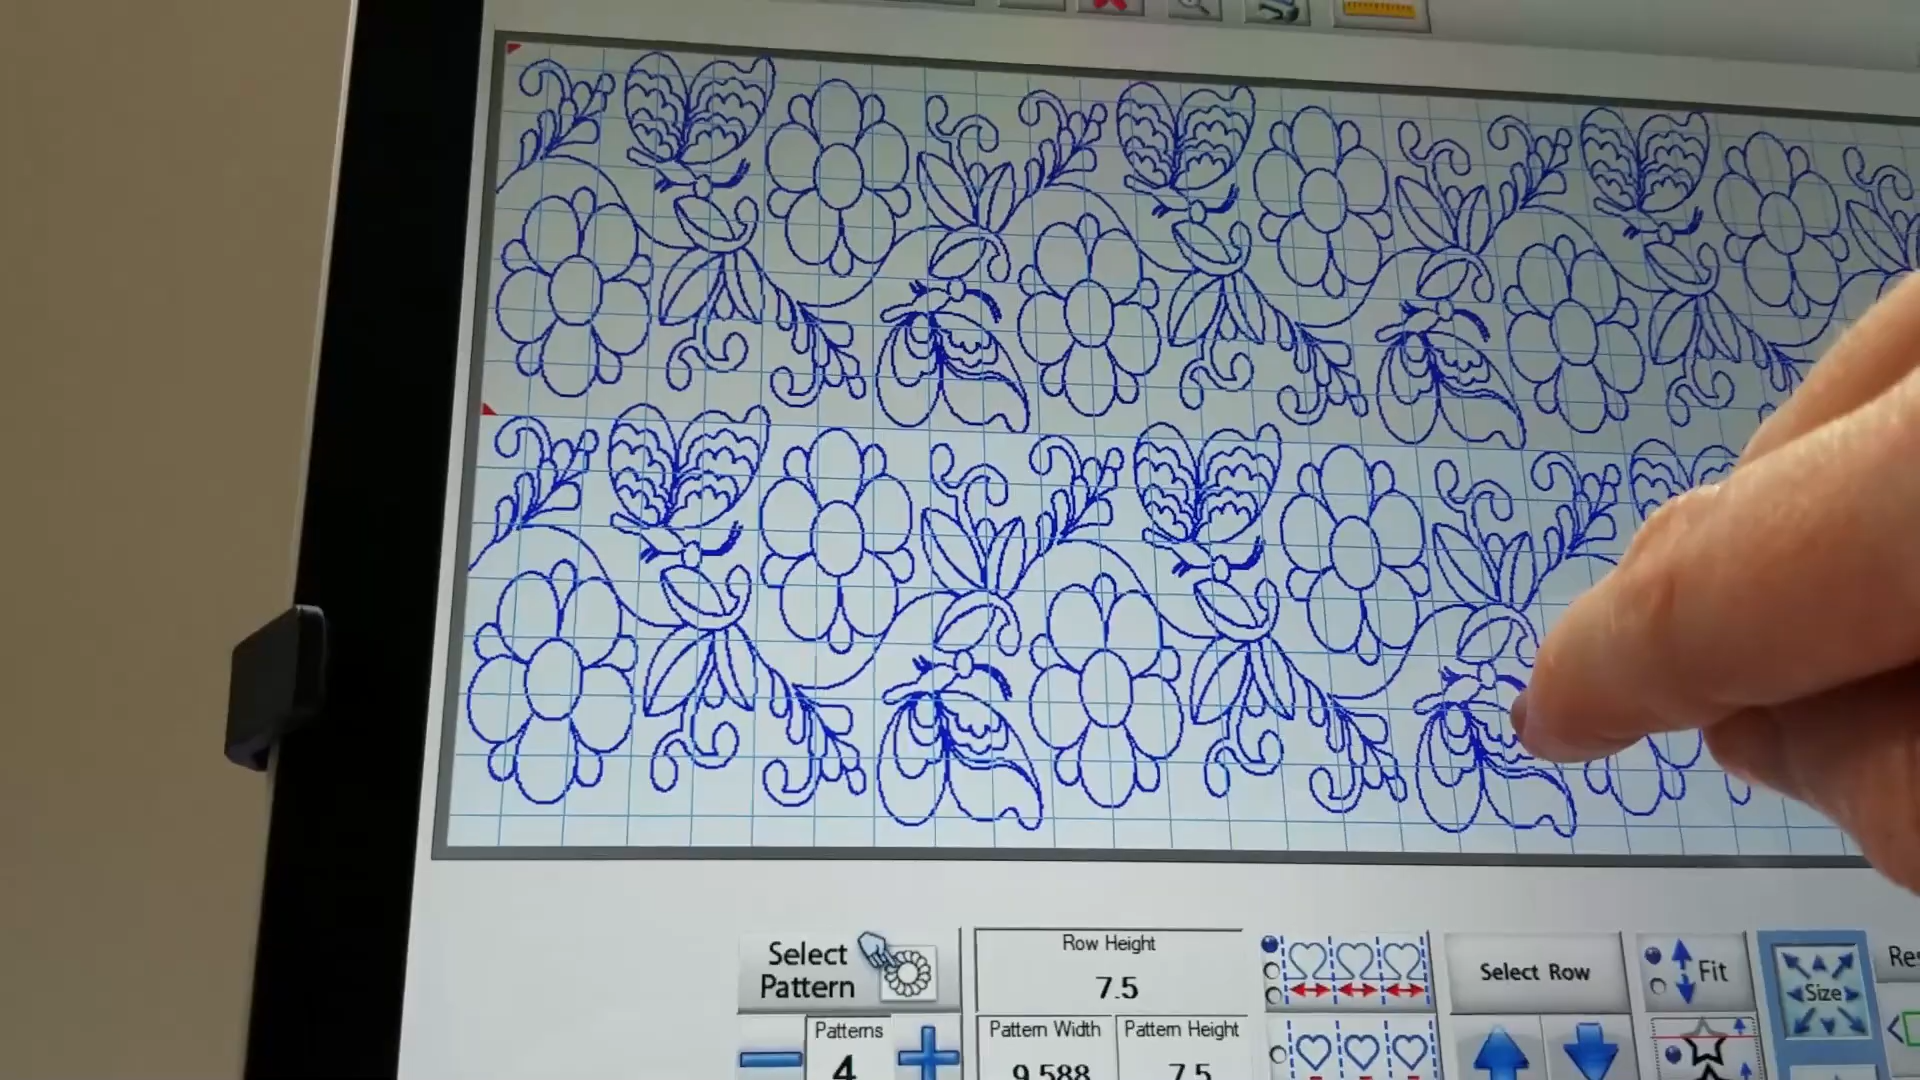 Select
Pattern
Row Height
7.5
Select Row
Fit
Size
Patterns
4
Pattern Width
9.588
Pattern Height
7.5